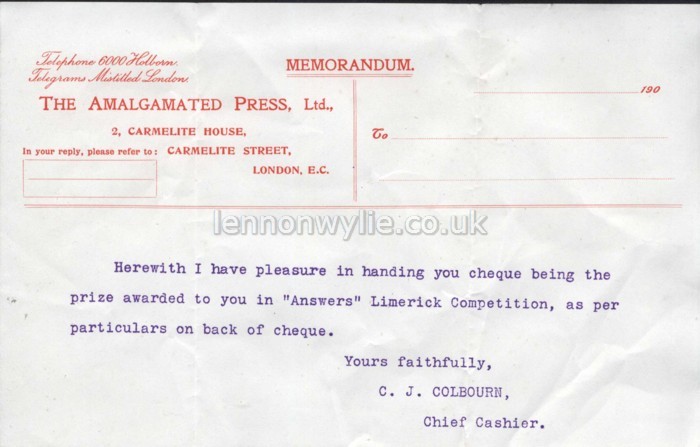 Telephone 6000 Holborn.
Telegrams Mistilled London.
MEMORANDUM.
THE AMALGAMATED PRESS, Ltd.,
2, CARMELITE HOUSE,
In your reply, please refer to: CARMELITE STREET,
LONDON, E.C.
190
To
lennonwylie.co.uk
Herewith I have pleasure in handing you cheque being the
prize awarded to you in "Answers" Limerick Competition, as per
particulars on back of cheque.
Yours faithfully,
C. J. COLBOURN,
Chief Cashier.